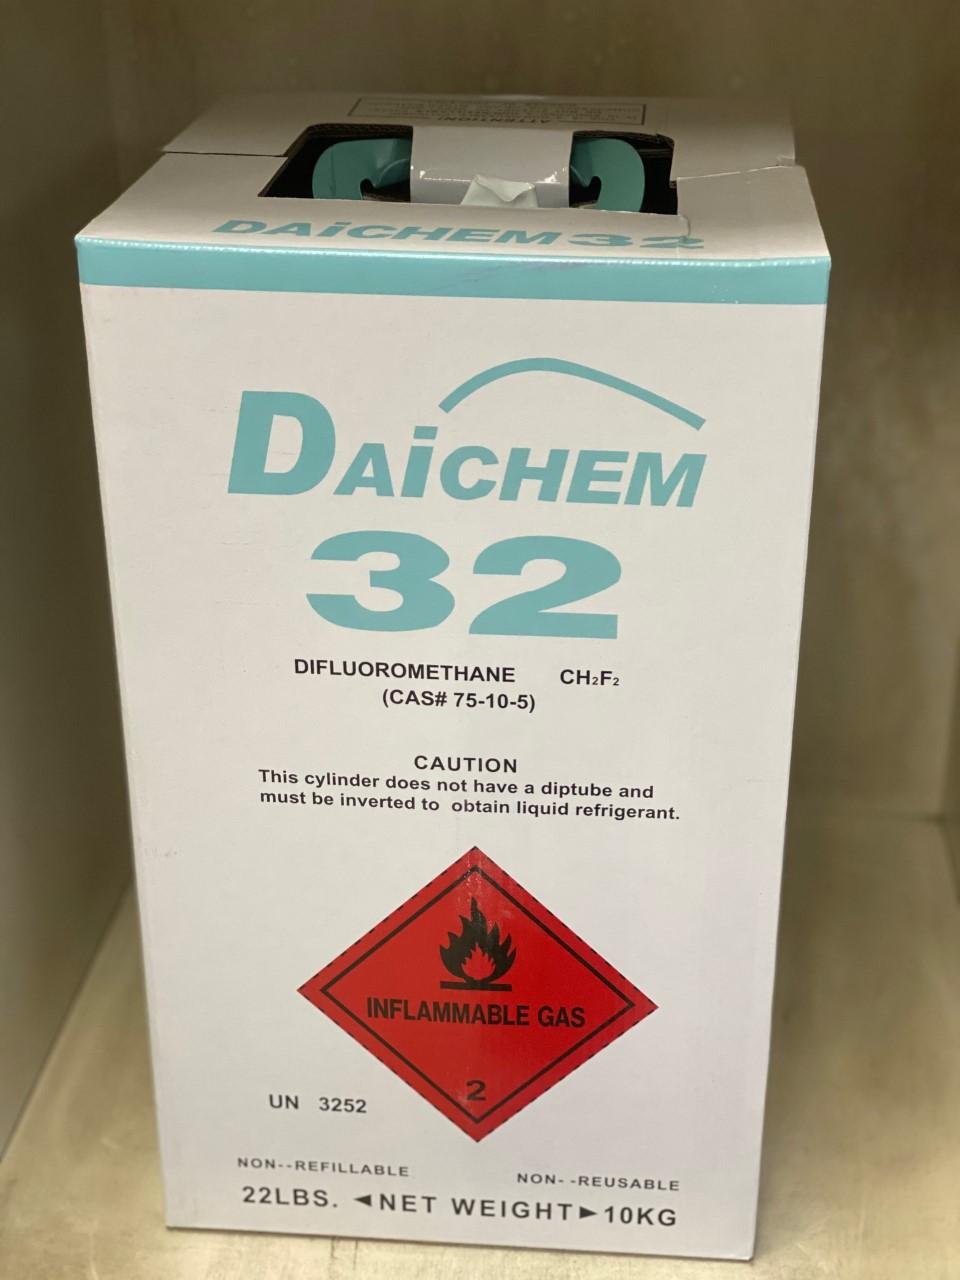 ATTENTION!
DAiCHEM 32
DAiCHEM
32
DIFLUOROMETHANE CH₂F₂
(CAS# 75-10-5)
CAUTION
This cylinder does not have a diptube and
must be inverted to obtain liquid refrigerant.
INFLAMMABLE GAS
2
UN 3252
NON--REFILLABLE
NON--REUSABLE
22LBS. ◄NET WEIGHT► 10KG